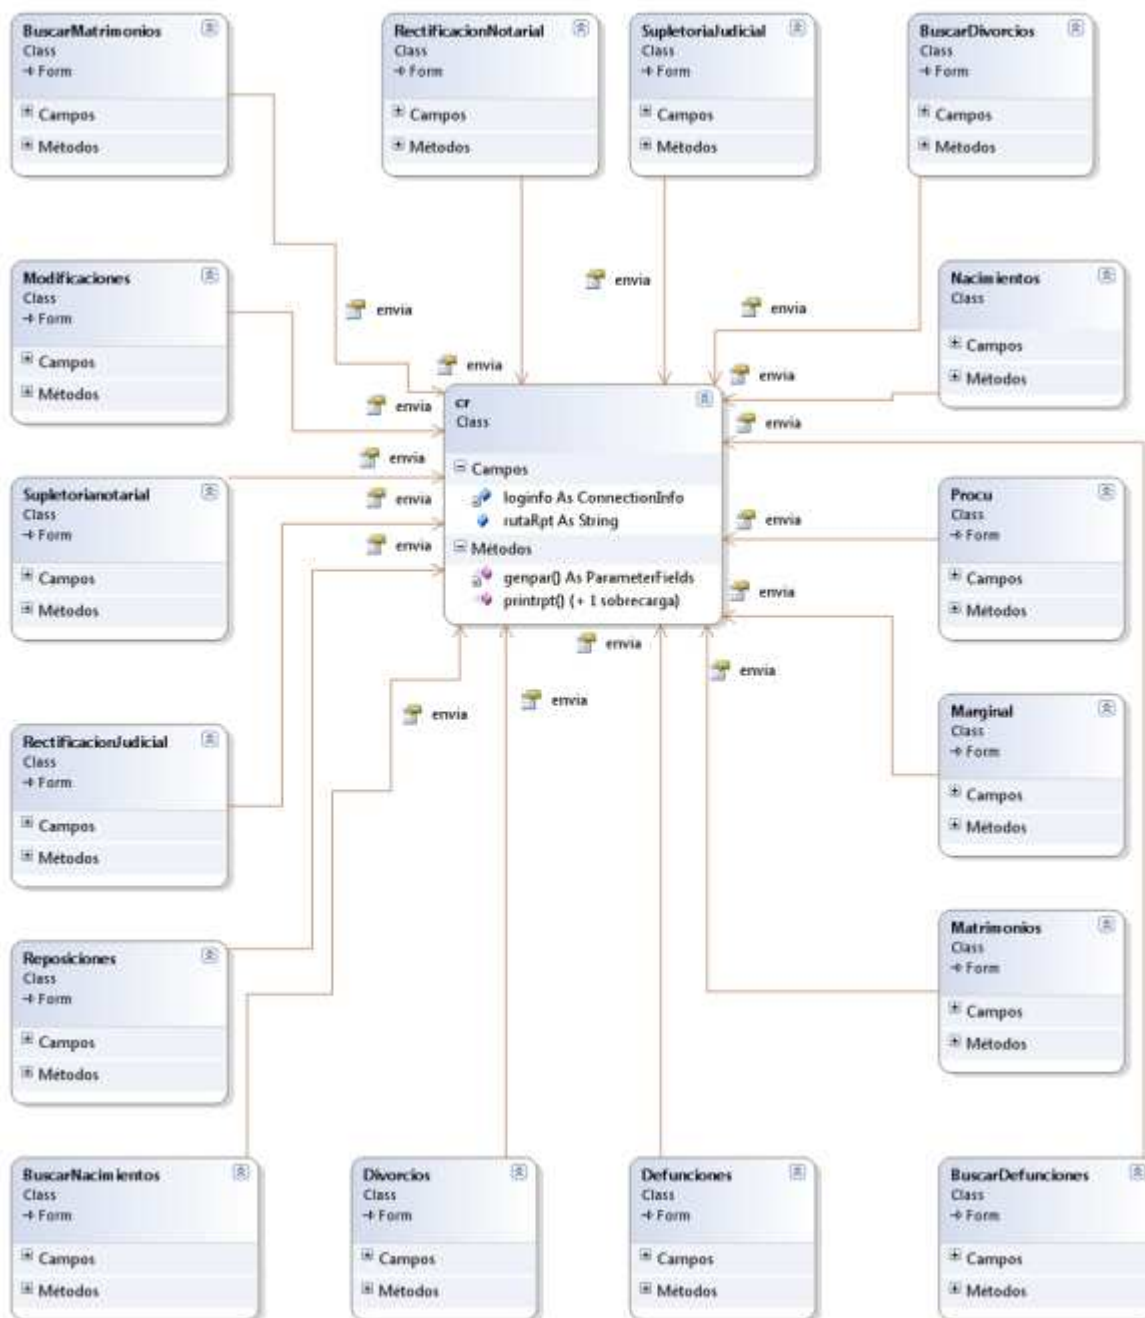 BuscarMatrimonios
Class
Form
Campos
Métodos
RectificacionNotarial
Class
Form
Campos
Métodos
SupletoriaJudicial
Class
Form
Campos
Métodos
BuscarDivorcios
Class
Form
Campos
Métodos
Modificaciones
Class
Form
Campos
Métodos
envia
envia
envia
envia
Nacimientos
Class
Campos
Métodos
envia
envia
envia
envia
envia
envia
envia
envia
envia
cr
Class
Campos
loginfo As ConnectionInfo
rutaRpt As String
Métodos
genpar() As ParameterFields
printrpt() (+ 1 sobrecarga)
Supletorianotarial
Class
Form
Campos
Métodos
Procu
Class
Form
Campos
Métodos
envia
envia
envia
envia
RectificacionJudicial
Class
Form
Campos
Métodos
Marginal
Class
Form
Campos
Métodos
Reposiciones
Class
Form
Campos
Métodos
Matrimonios
Class
Form
Campos
Métodos
BuscarNacimientos
Class
Form
Campos
Métodos
Divorcios
Class
Form
Campos
Métodos
Defunciones
Class
Form
Campos
Métodos
BuscarDefunciones
Class
Form
Campos
Métodos